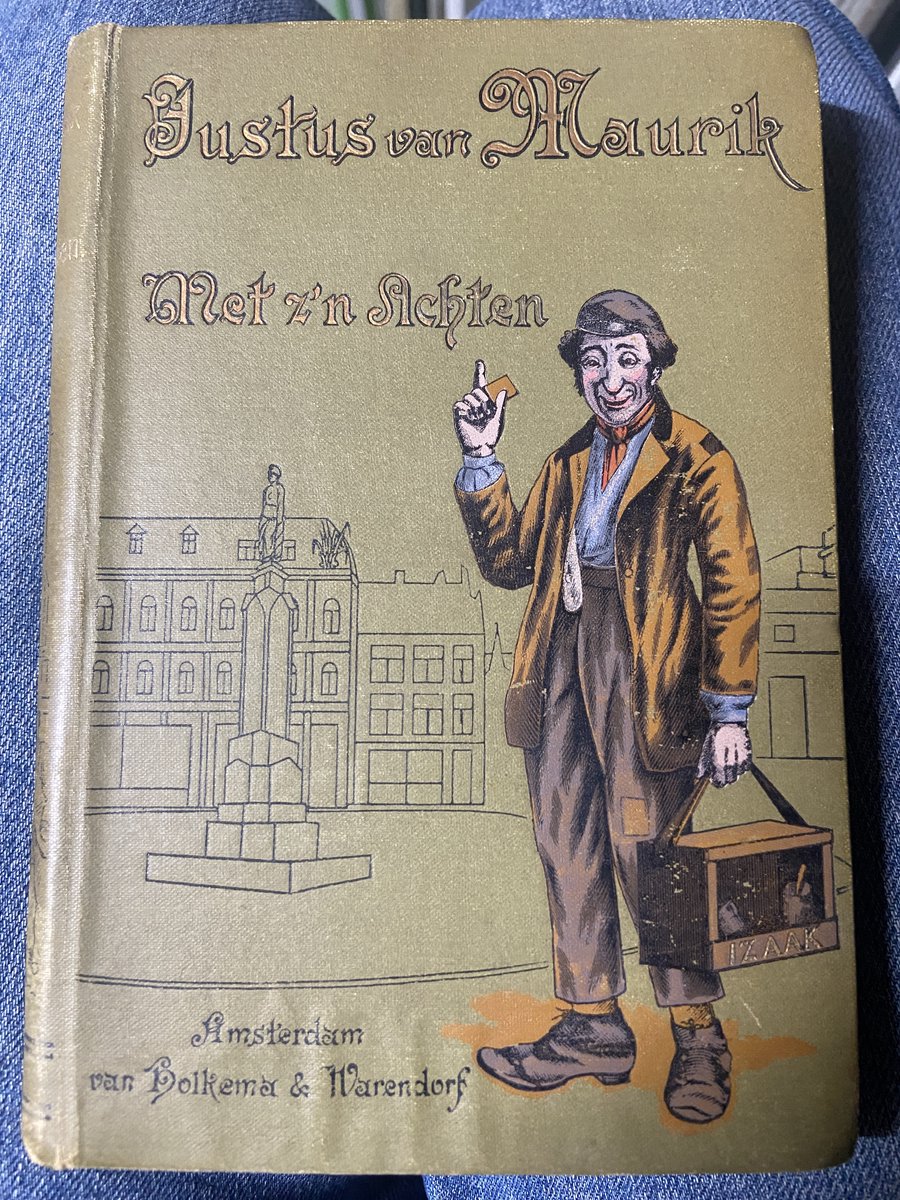 Justus van Maurik
Met z'n Achten
IZAAK
Amsterdam
van Holkema & Warendorf